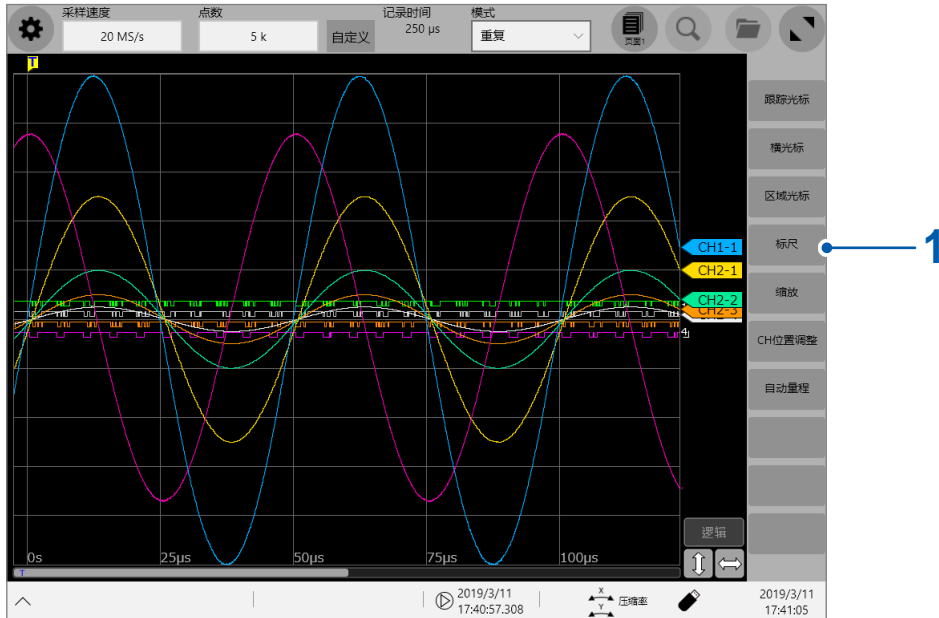 采样速度 点数 记录时间 模式
20 MS/s 5 k 自定义 250 μs 重复 页面1
T
跟踪光标
横光标
区域光标
标尺 1
CH1-1
CH2-1
缩放
CH2-2
CH2-3
4
CH位置调整
自动量程
逻辑
0s 25μs 50μs 75μs 100μs
T
2019/3/11 X 压缩率 2019/3/11
17:40:57.308 Y 17:41:05